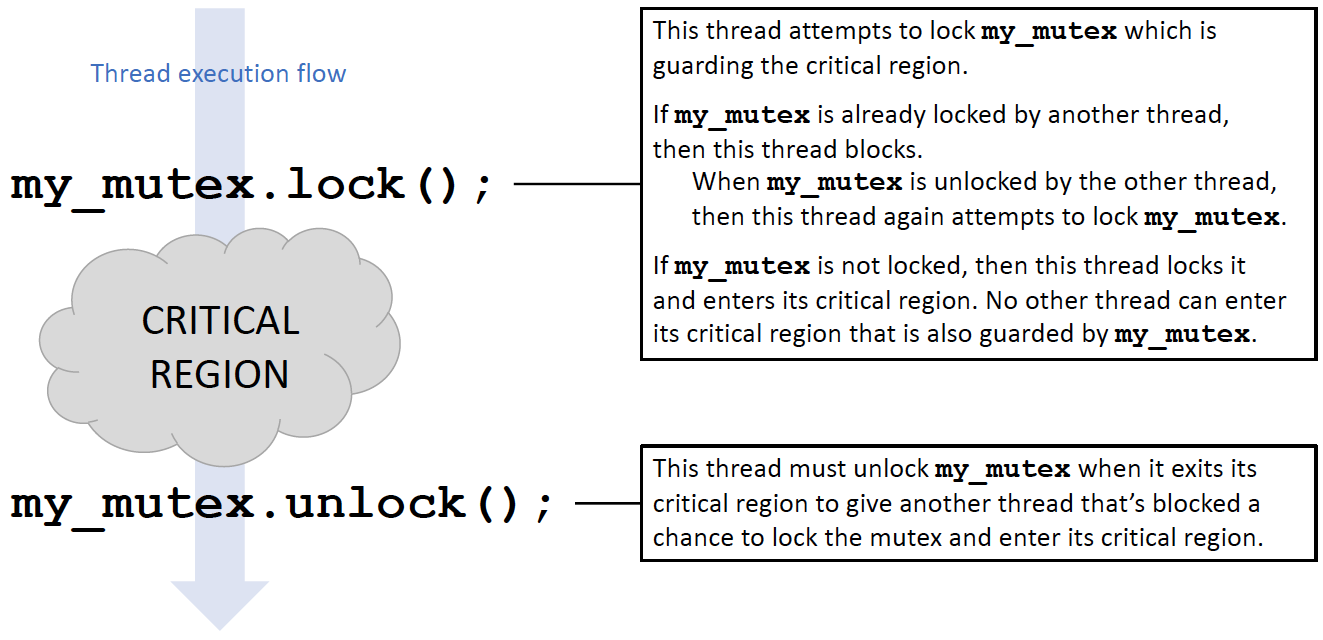 Thread execution flow
my_mutex.lock();
CRITICAL
REGION
my_mutex.unlock();
This thread attempts to lock my_mutex which is
guarding the critical region.
If my_mutex is already locked by another thread,
then this thread blocks.
When my_mutex is unlocked by the other thread,
then this thread again attempts to lock my_mutex.
If my_mutex is not locked, then this thread locks it
and enters its critical region. No other thread can enter
its critical region that is also guarded by my_mutex.
This thread must unlock my_mutex when it exits its
critical region to give another thread that’s blocked a
chance to lock the mutex and enter its critical region.